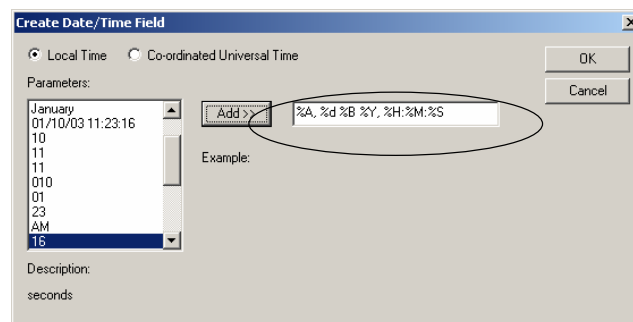 Create Date/Time Field
Local Time Co-ordinated Universal Time
OK
Parameters:
Cancel
January
01/10/03 11:23:16
10
11
11
010
01
23
AM
16
Add >>
%A, %d %B %Y, %H:%M:%S
Example:
Description:
seconds